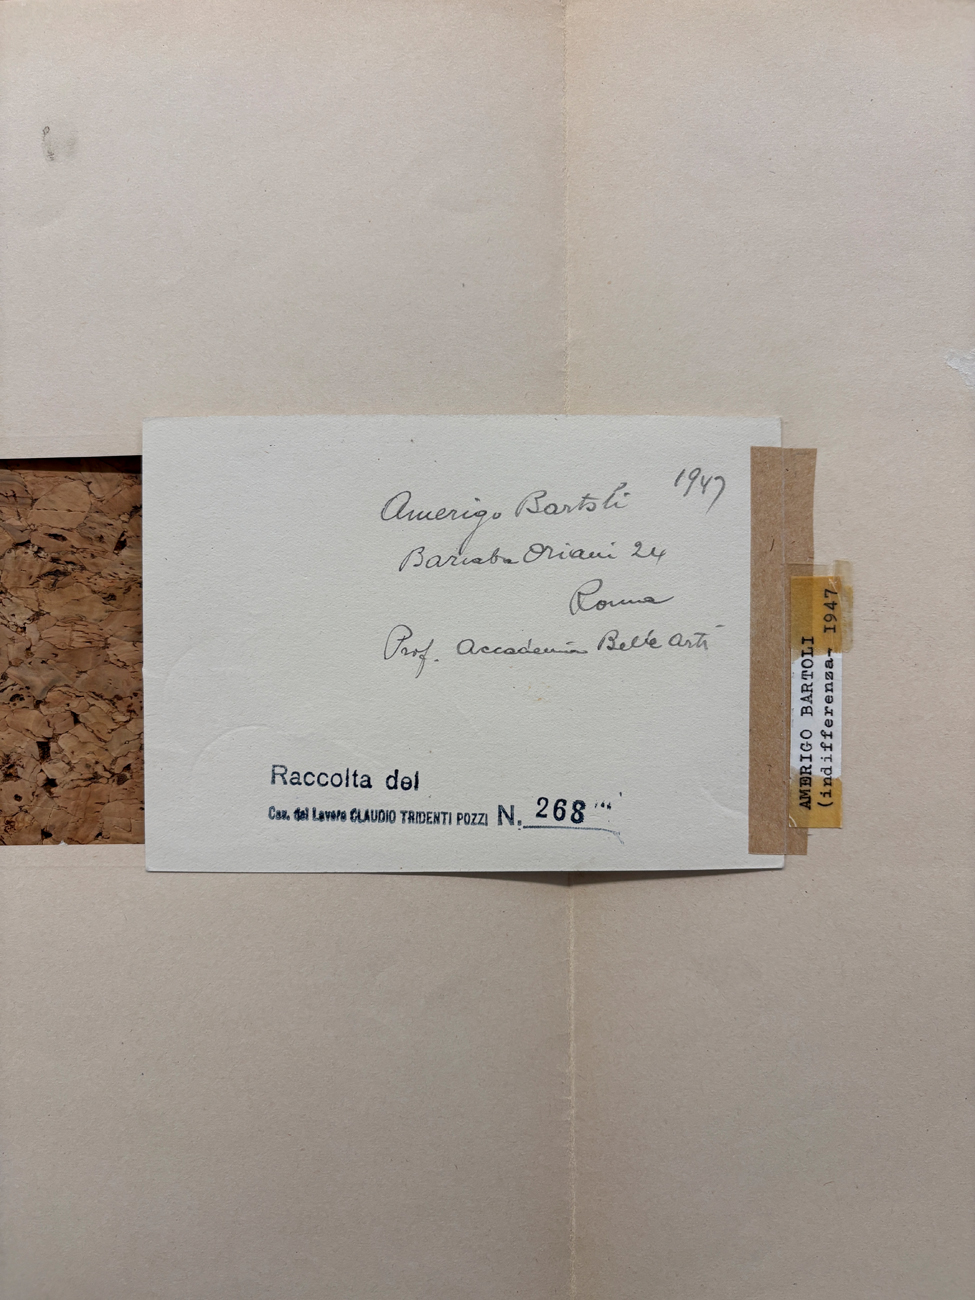 1947
Amerigo Bartoli
Barnaba Oriani 24
Roma
Prof. Accademia Belle Arti
Raccolta del
Cav. del Lavoro CLAUDIO TRIDENTI POZZI N. 268
AMERIGO BARTOLI
(indifferenza- 1947